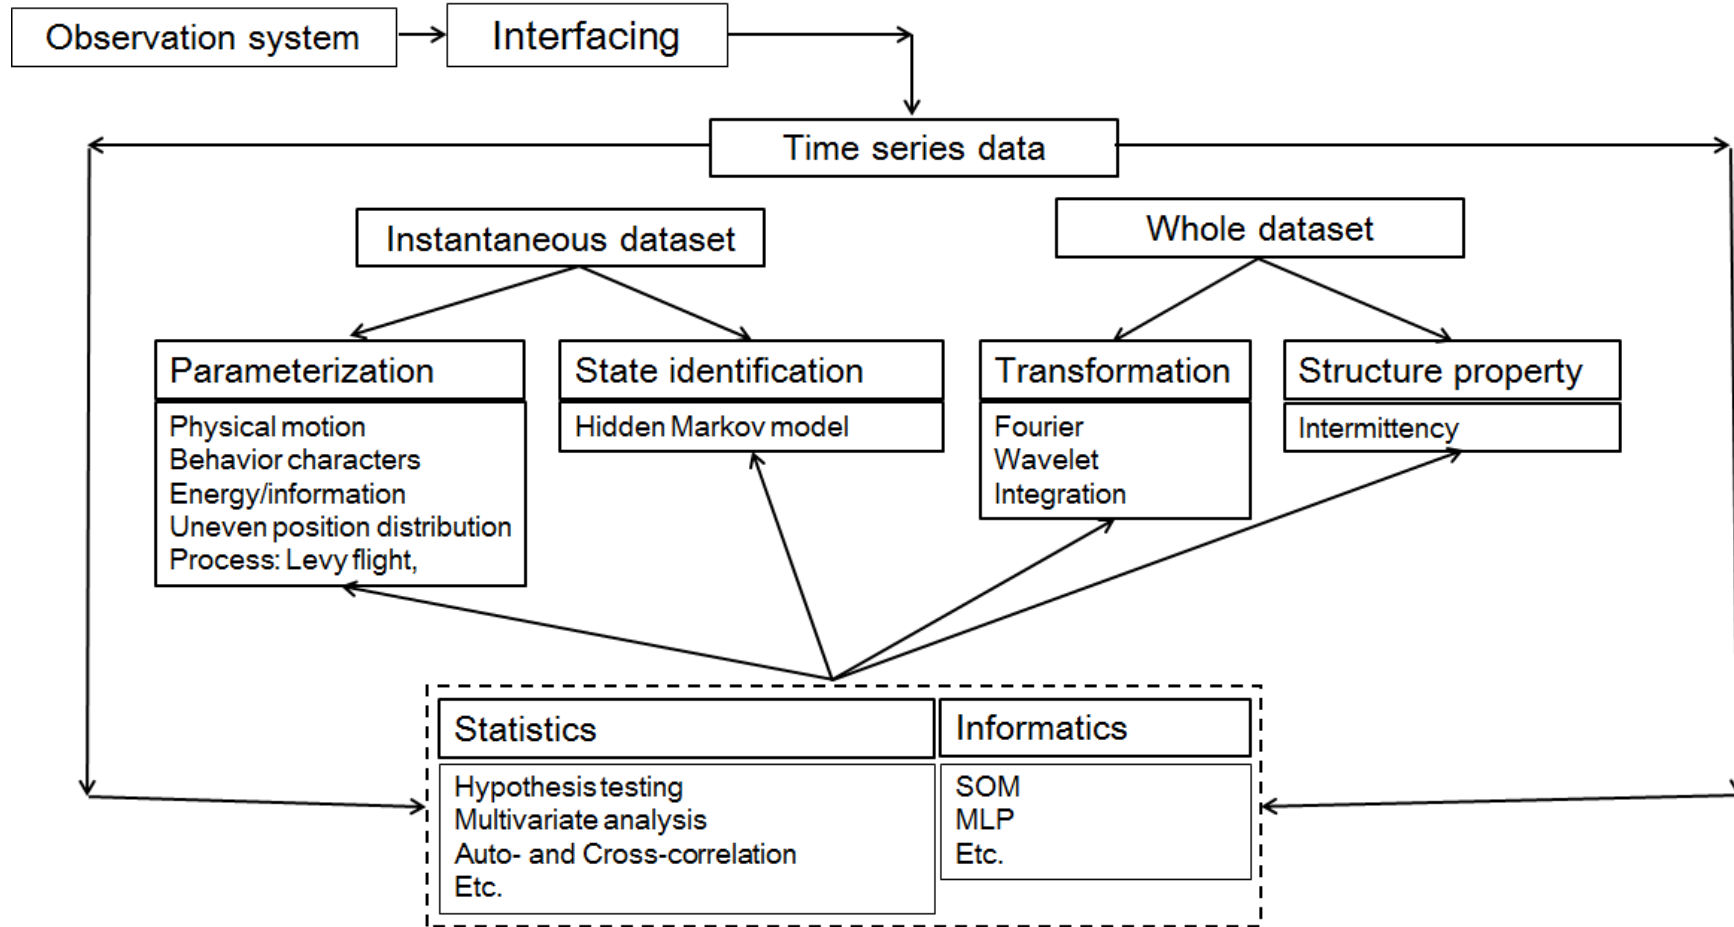 Observation system
Interfacing
Time series data
Instantaneous dataset
Whole dataset
Parameterization
Physical motion
Behavior characters
Energy/information
Uneven position distribution
Process: Levy flight,
State identification
Hidden Markov model
Transformation
Fourier
Wavelet
Integration
Structure property
Intermittency
Statistics
Hypothesis testing
Multivariate analysis
Auto- and Cross-correlation
Etc.
Informatics
SOM
MLP
Etc.